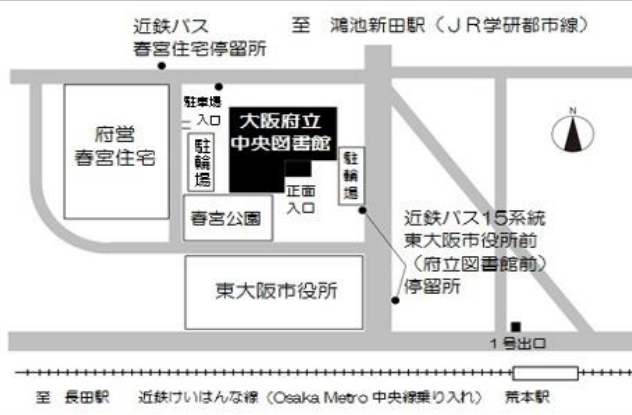 近鉄バス
春宮住宅停留所
至 鴻池新田駅（ＪＲ学研都市線）
駐車場
入口
大阪府立
中央図書館
府営
春宮住宅
駐輪場
駐輪場
正面
入口
N
春宮公園
近鉄バス15系統
東大阪市役所前
（府立図書館前）
停留所
東大阪市役所
１号出口
至 長田駅 近鉄けいはんな線（Osaka Metro 中央線乗り入れ） 荒本駅